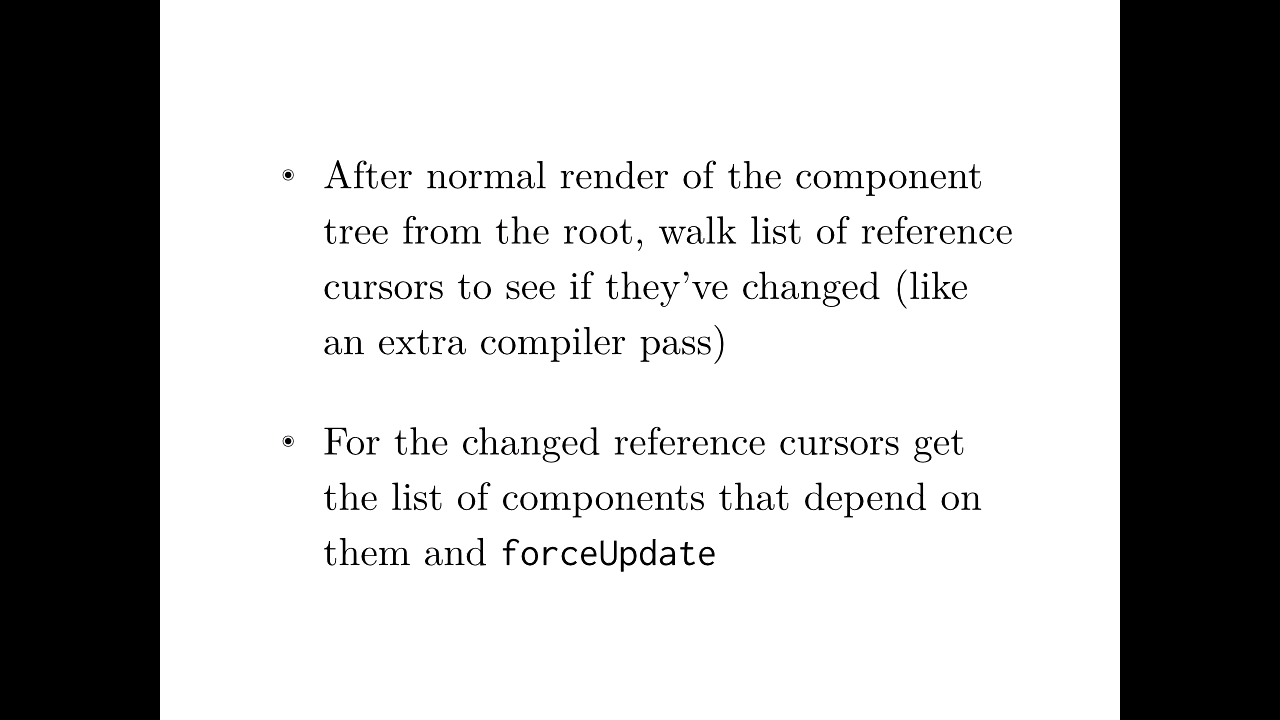 After normal render of the component
tree from the root, walk list of reference
cursors to see if they've changed (like
an extra compiler pass)
For the changed reference cursors get
the list of components that depend on
them and forceUpdate